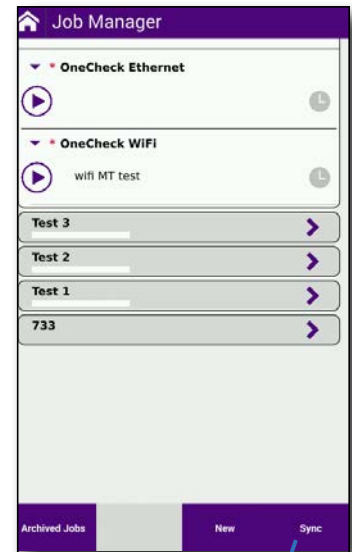 Job Manager
* OneCheck Ethernet
* OneCheck WiFi
wifi MT test
Test 3
Test 2
Test 1
733
Archived Jobs New Sync